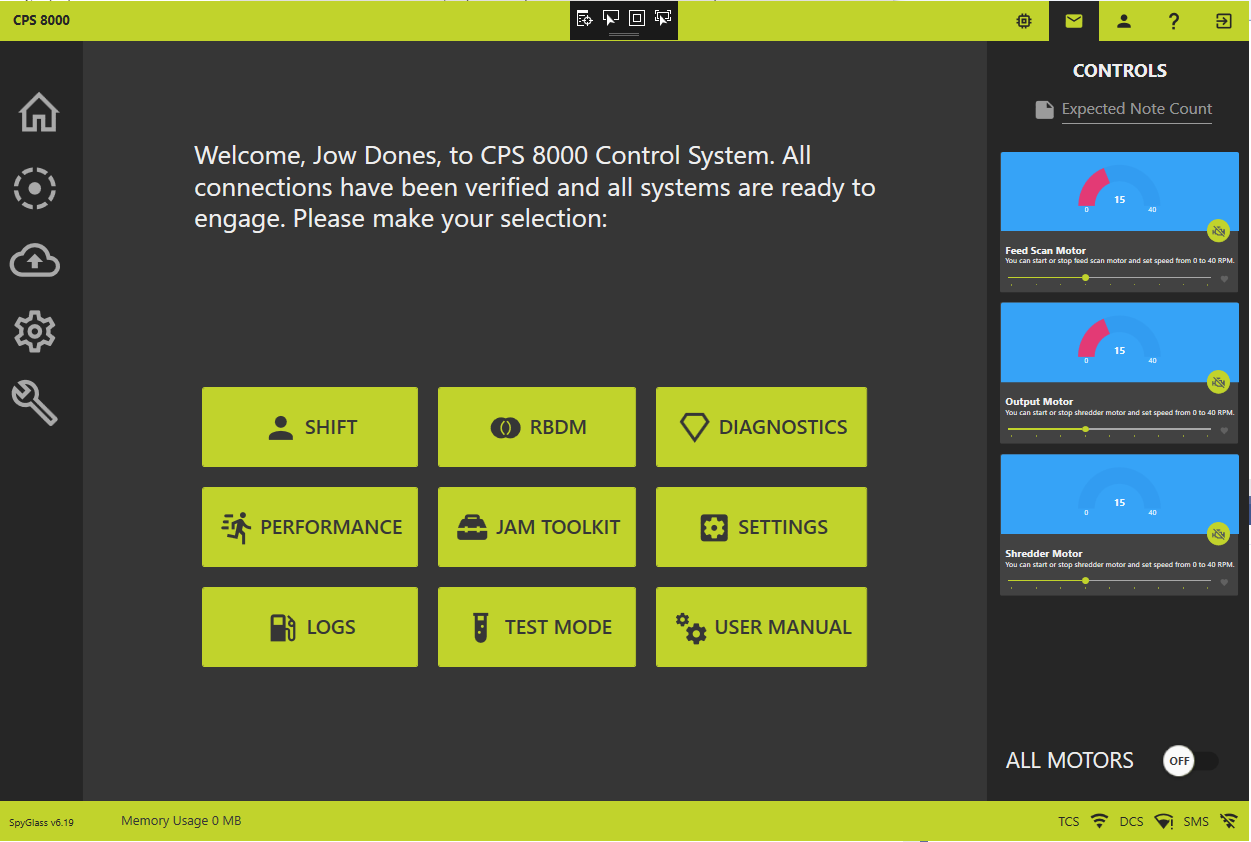 CPS 8000
CONTROLS
Expected Note Count
Welcome, Jow Dones, to CPS 8000 Control System. All
connections have been verified and all systems are ready to
engage. Please make your selection:
15
0 40
Feed Scan Motor
You can start or stop feed scan motor and set speed from 0 to 40 RPM.
15
0 40
Output Motor
You can start or stop shredder motor and set speed from 0 to 40 RPM.
15
0 40
Shredder Motor
You can start or stop shredder motor and set speed from 0 to 40 RPM.
SHIFT
RBDM
DIAGNOSTICS
PERFORMANCE
JAM TOOLKIT
SETTINGS
LOGS
TEST MODE
USER MANUAL
ALL MOTORS
OFF
SpyGlass v6.19
Memory Usage 0 MB
TCS
DCS
SMS